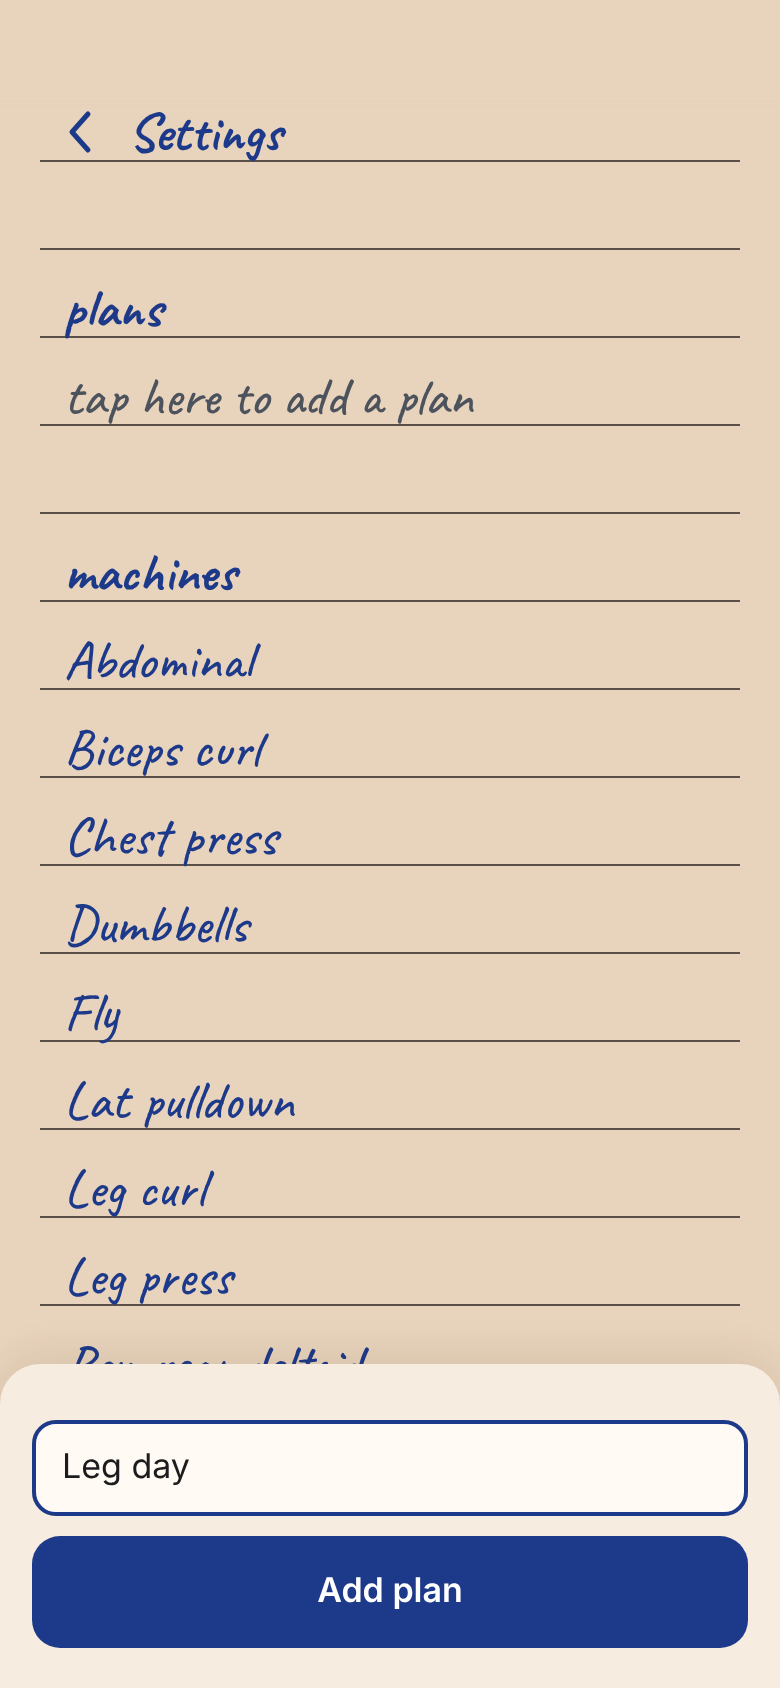 Settings
plans
tap here to add a plan
machines
Abdominal
Biceps curl
Chest press
Dumbbells
Fly
Lat pulldown
Leg curl
Leg press
Leg day
Add plan